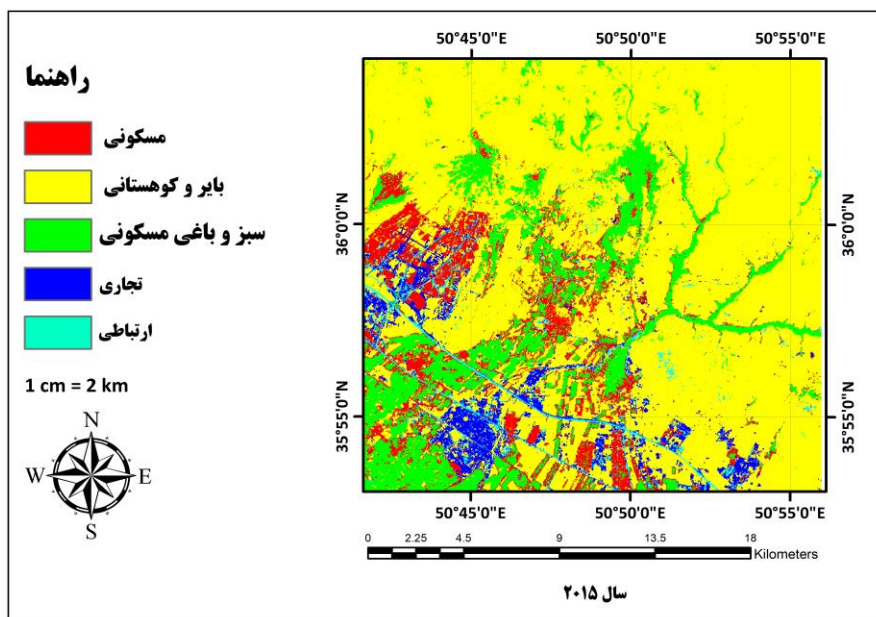 راهنما
مسکونی
بایر و کوهستانی
سبز و باغی مسکونی
تجاری
ارتباطی
1 cm = 2 km
N
W E
S
50°45'0"E 50°50'0"E 50°55'0"E
36°0'0"N 36°0'0"N
35°55'0"N 35°55'0"N
50°45'0"E 50°50'0"E 50°55'0"E
0 2.25 4.5 9 13.5 18
Kilometers
سال ۲۰۱۵